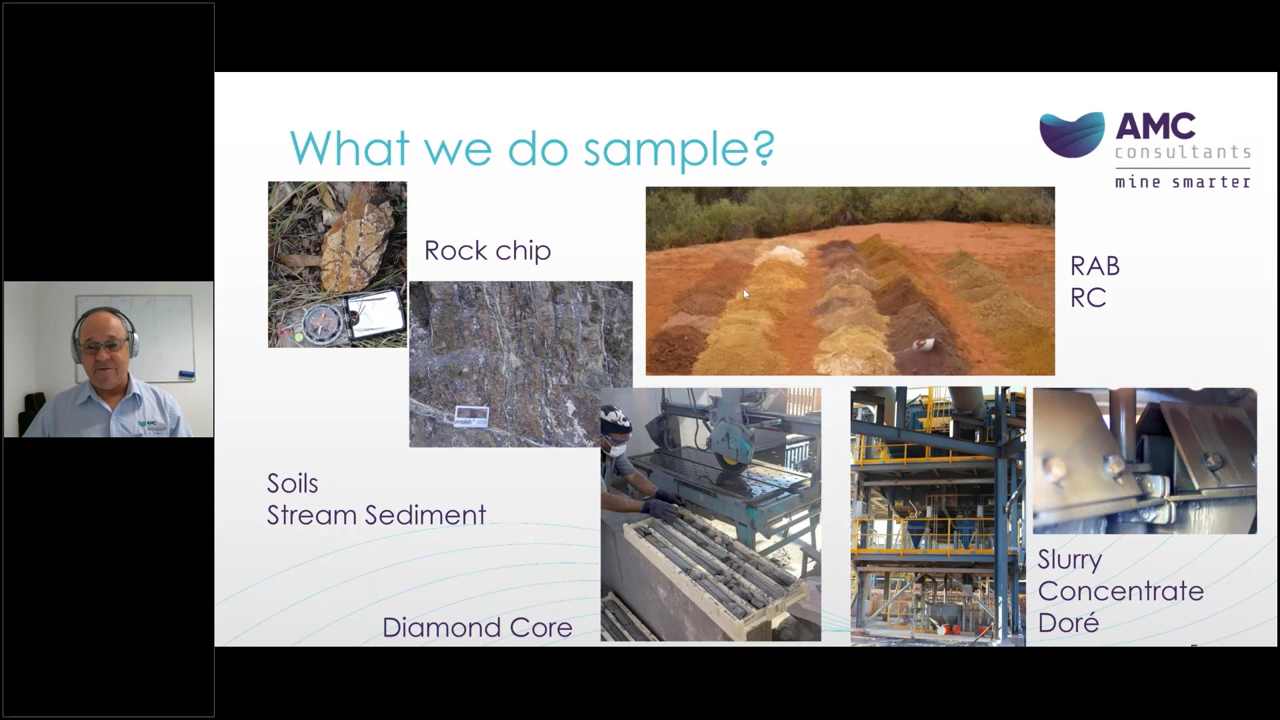 What we do sample?
AMC
consultants
mine smarter
Rock chip
RAB
RC
Soils
Stream Sediment
Diamond Core
Slurry
Concentrate
Doré